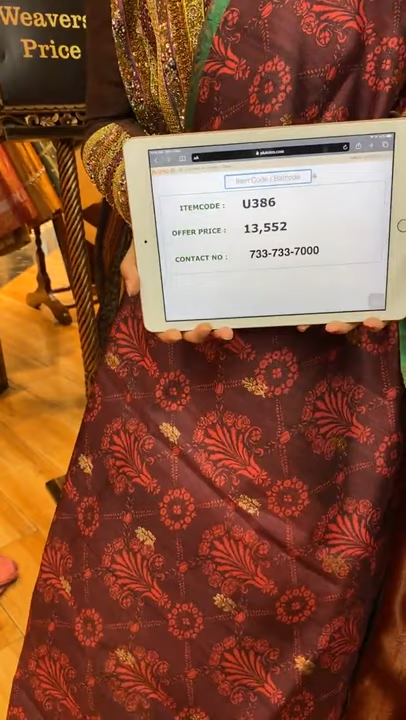 Weavers
Price
Item Code / Barcode
ITEMCODE : U386
OFFER PRICE : 13,552
CONTACT NO : 733-733-7000